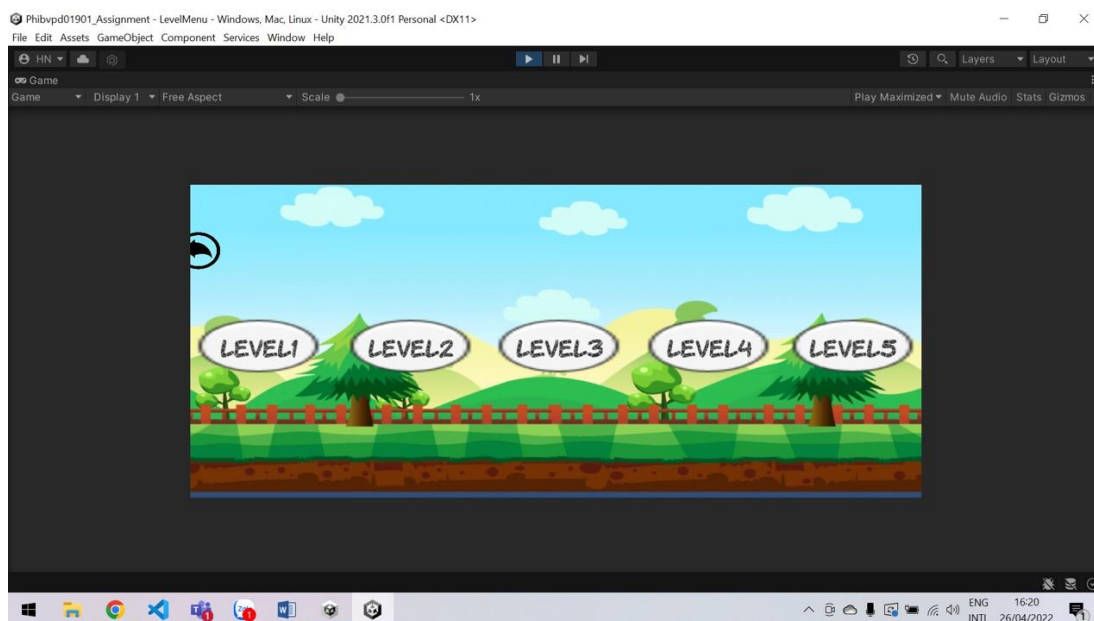 Phibvpd01901_Assignment - LevelMenu - Windows, Mac, Linux - Unity 2021.3.0f1 Personal <DX11>
File Edit Assets GameObject Component Services Window Help
HN Layers Layout
Game
Game Display 1 Free Aspect Scale 1x Play Maximized Mute Audio Stats Gizmos
LEVEL1 LEVEL2 LEVEL3 LEVEL4 LEVEL5
ENG 16:20
INTL 26/04/2022